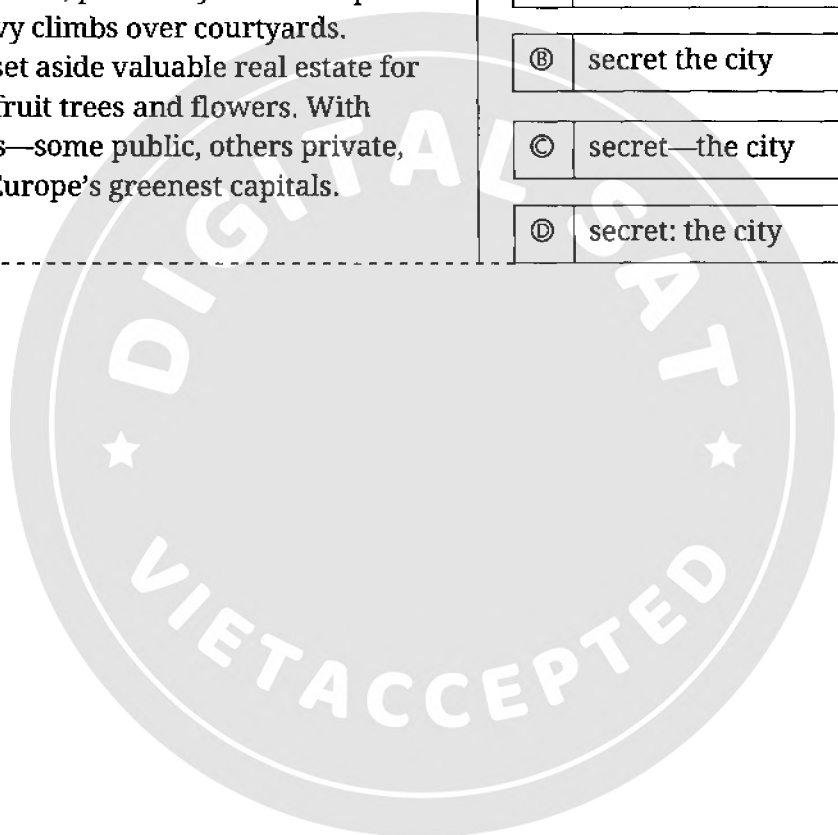 vy climbs over courtyards.
set aside valuable real estate for
fruit trees and flowers. With
s—some public, others private,
Europe's greenest capitals.
Ⓑ secret the city
Ⓒ secret—the city
Ⓓ secret: the city
DIGITAL SAT
VIETACCEPTED